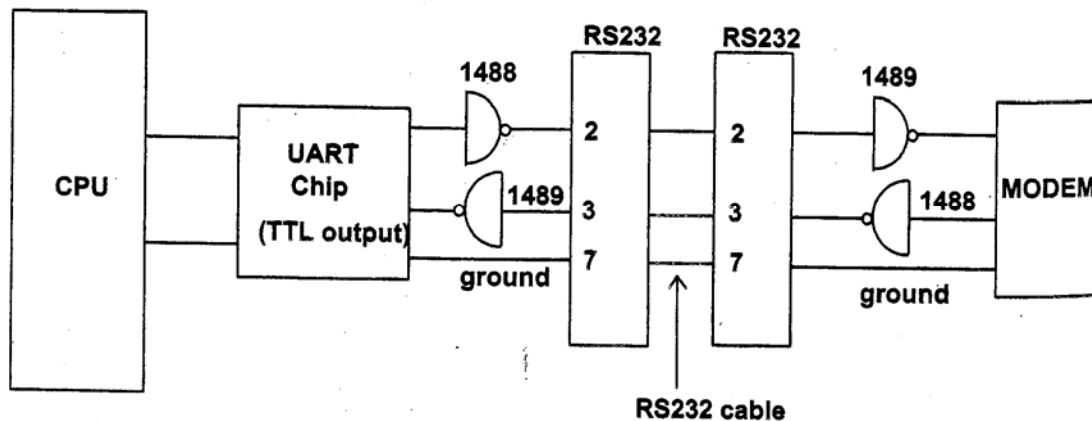 RS232
RS232
1488
1489
CPU
UART
Chip
(TTL output)
2
2
1489
3
3
1488
MODEM
7
7
ground
ground
RS232 cable